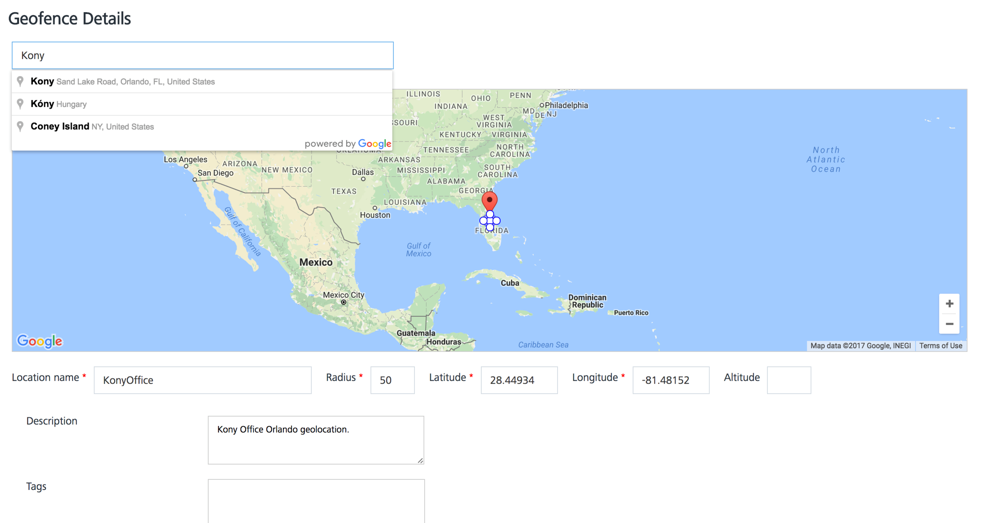 Geofence Details
Kony
Kony Sand Lake Road, Orlando, FL, United States
Kóny Hungary
Coney Island NY, United States
powered by Google
ILLINOIS
OHIO
PENN
INDIANA
MD
NJ
DE
Philadelphia
WEST
VIRGINIA
VIRGINIA
KENTUCKY
TENNESSEE
NORTH
CAROLINA
Los Angeles
ARIZONA
NEW MEXICO
San Diego
Dallas
ARKANSAS
MISSISSIPPI
SOUTH
CAROLINA
ALABAMA
GEORGIA
TEXAS
LOUISIANA
Houston
FLORIDA
North
Atlantic
Ocean
Gulf of California
Gulf of
Mexico
Mexico
Mexico City
Cuba
Dominican
Republic
Puerto Rico
Guatemala
Honduras
Caribbean Sea
+
−
Google
Map data ©2017 Google, INEGI
Terms of Use
Location name * KonyOffice Radius * 50 Latitude * 28.44934 Longitude * -81.48152 Altitude
Description
Kony Office Orlando geolocation.
Tags